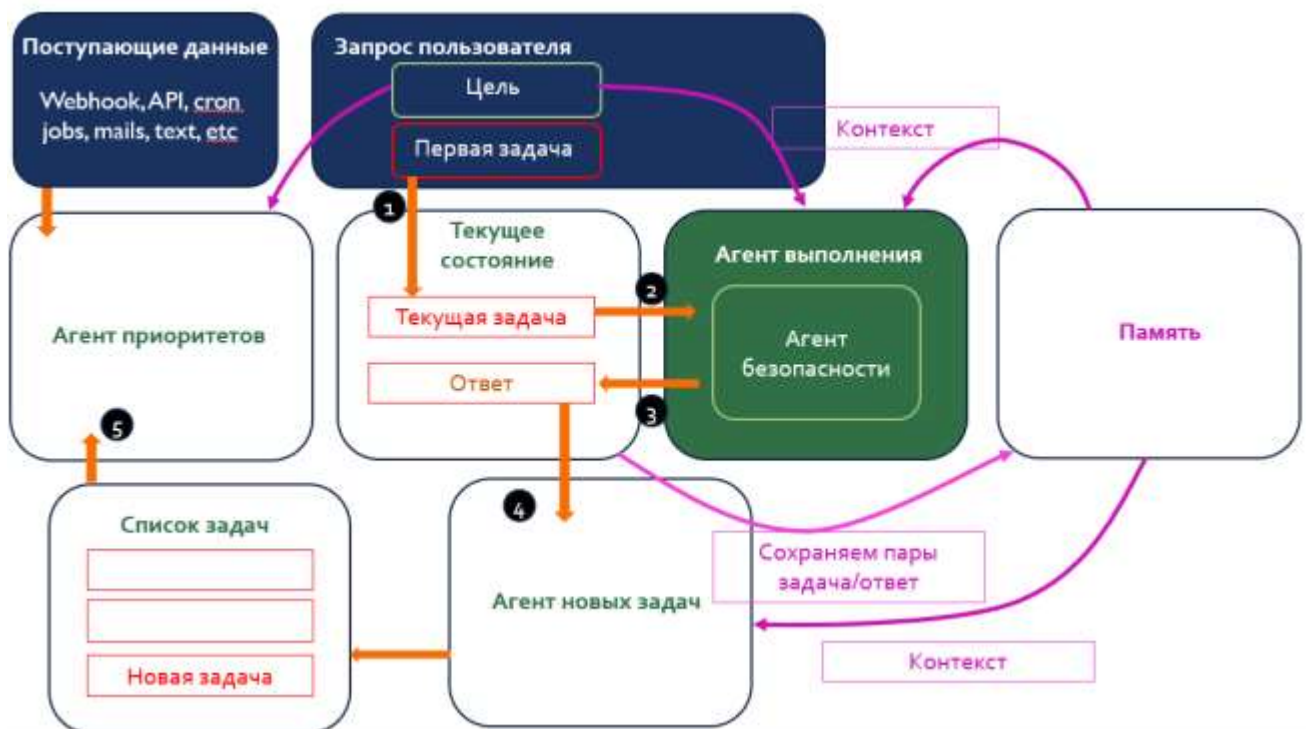 Поступающие данные
Webhook, API, cron
jobs, mails, text, etc
Запрос пользователя
Цель
Первая задача
Контекст
1
Текущее
состояние
Текущая задача
Ответ
2
3
Агент выполнения
Агент
безопасности
Память
Агент приоритетов
5
4
Список задач
Новая задача
Агент новых задач
Сохраняем пары
задача/ответ
Контекст